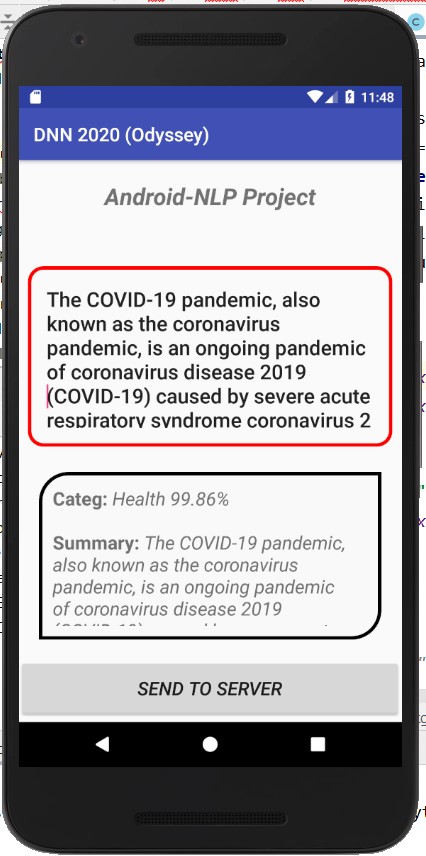 11:48
DNN 2020 (Odyssey)
Android-NLP Project
The COVID-19 pandemic, also
known as the coronavirus
pandemic, is an ongoing pandemic
of coronavirus disease 2019
(COVID-19) caused by severe acute
respiratory syndrome coronavirus 2
Categ: Health 99.86%
Summary: The COVID-19 pandemic,
also known as the coronavirus
pandemic, is an ongoing pandemic
of coronavirus disease 2019
SEND TO SERVER